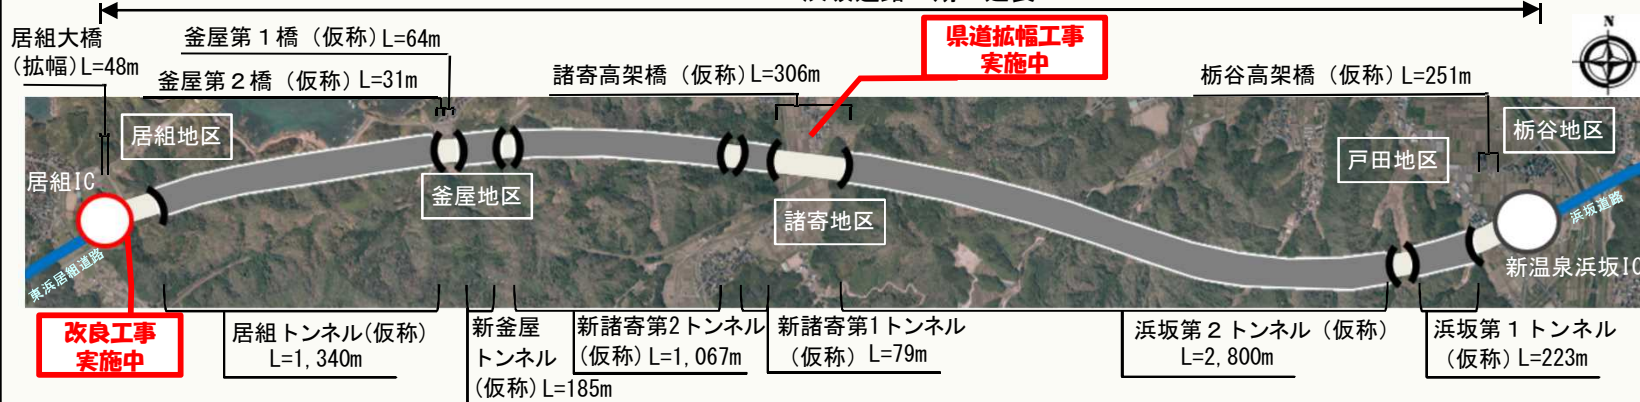 居組大橋
(拡幅)L=48m
釜屋第1橋(仮称)L=64m
釜屋第2橋(仮称)L=31m
諸寄高架橋(仮称)L=306m
県道拡幅工事
実施中
栃谷高架橋(仮称)L=251m
N
居組地区
釜屋地区
諸寄地区
戸田地区
栃谷地区
居組IC
東浜居組道路
浜坂道路
新温泉浜坂IC
改良工事
実施中
居組トンネル(仮称)
L=1,340m
新釜屋
トンネル
(仮称)L=185m
新諸寄第2トンネル
(仮称)L=1,067m
新諸寄第1トンネル
(仮称) L=79m
浜坂第2トンネル(仮称)
L=2,800m
浜坂第1トンネル
(仮称)L=223m